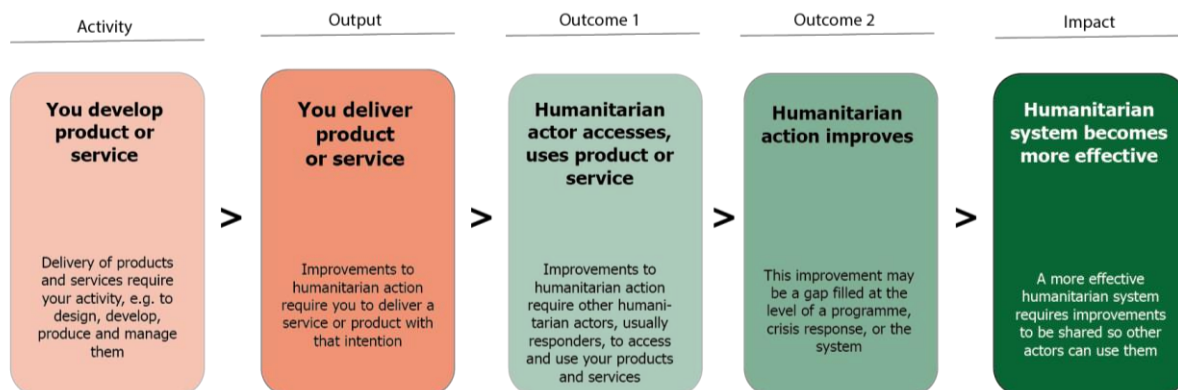 Activity
Output
Outcome 1
Outcome 2
Impact
You develop
product or
service
Delivery of products
and services require
your activity, e.g. to
design, develop,
produce and manage
them
>
You deliver
product
or service
Improvements to
humanitarian action
require you to deliver a
service or product with
that intention
>
Humanitarian
actor accesses,
uses product or
service
Improvements to
humanitarian action
require other humani-
tarian actors, usually
responders, to access
and use your products
and services
>
Humanitarian
action improves
This improvement may
be a gap filled at the
level of a programme,
crisis response, or the
system
>
Humanitarian
system becomes
more effective
A more effective
humanitarian system
requires improvements
to be shared so other
actors can use them